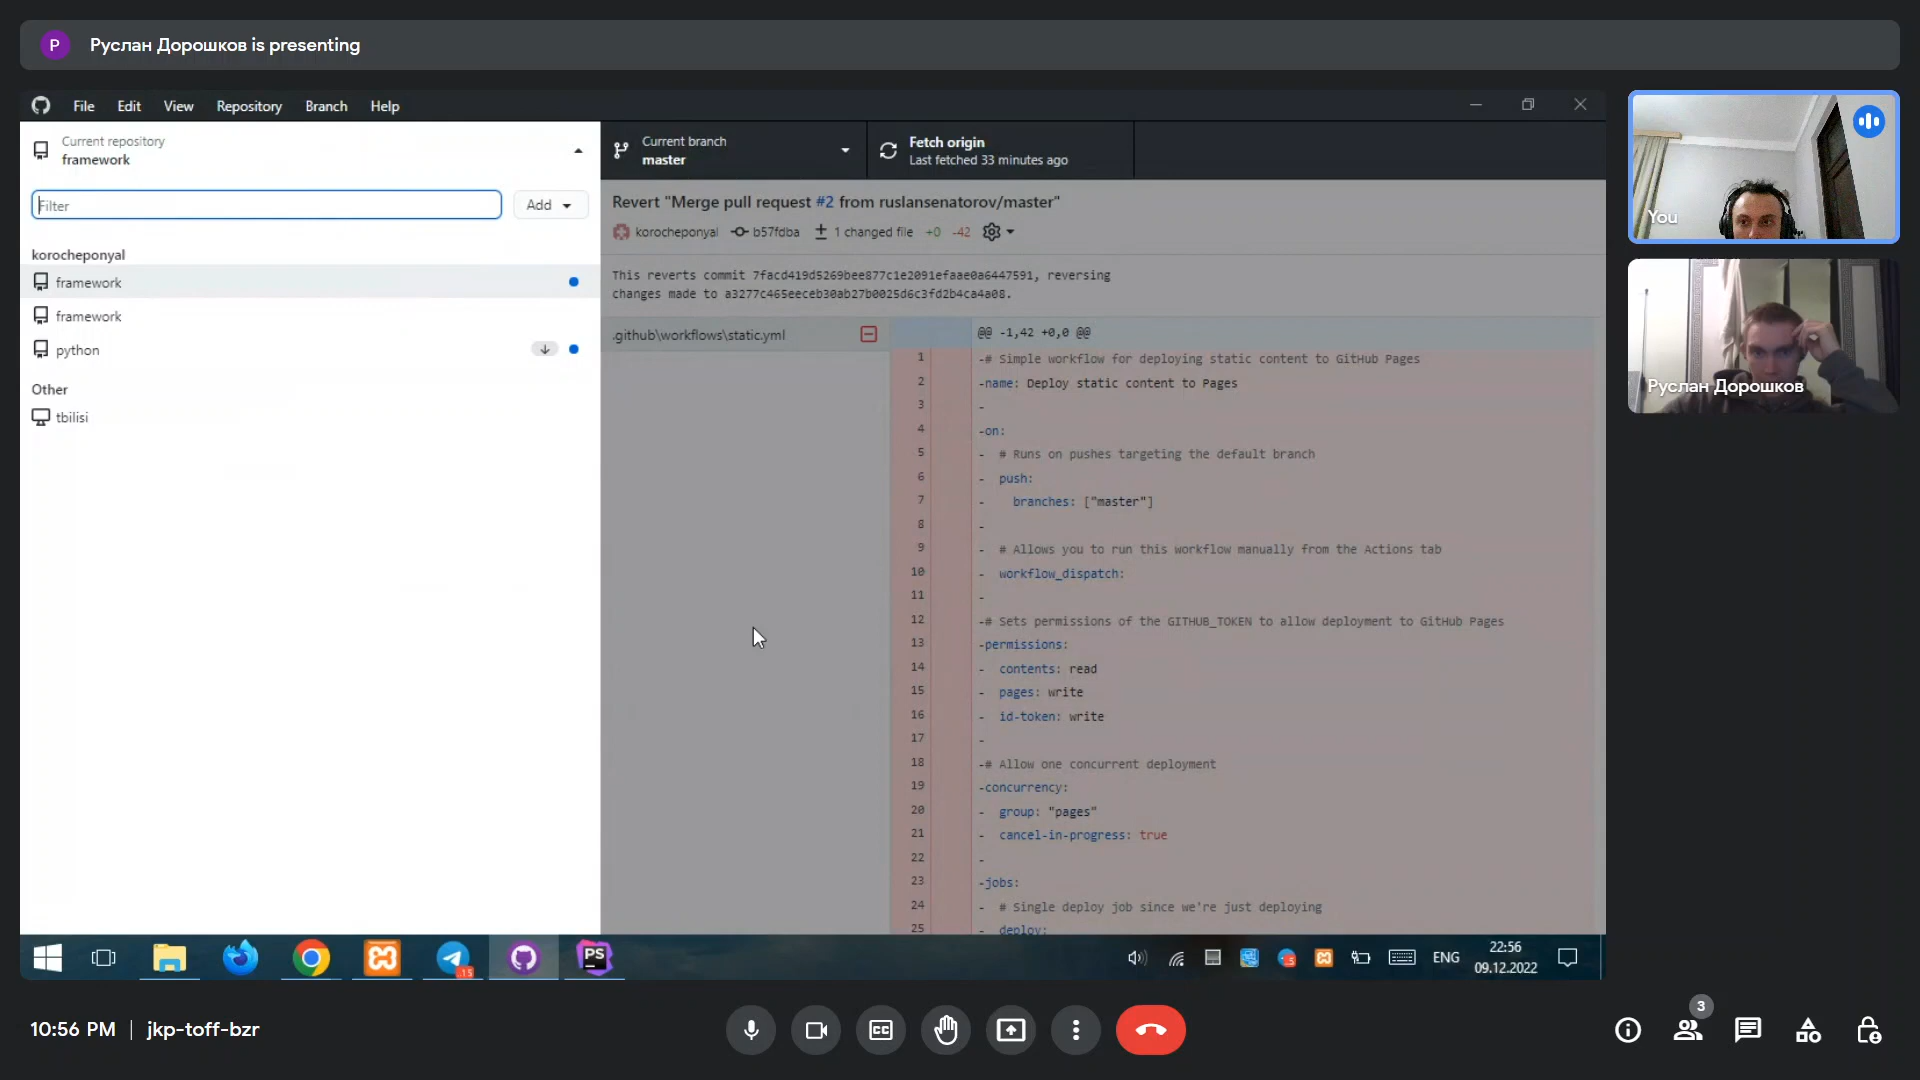 P
Руслан Дорошков is presenting
File Edit View Repository Branch Help
Current repository
framework
Current branch
master
Fetch origin
Last fetched 33 minutes ago
Filter
Add
korocheponyal
framework
framework
python
Other
tbilisi
Revert "Merge pull request #2 from ruslansenatorov/master"
korocheponyal b57fdba 1 changed file +0 -42
This reverts commit 7facd419d5269bee877c1e2091efaae0a6447591, reversing
changes made to a3277c465eeceb30ab27b0025d6c3fd2b4ca4a08.
.github\workflows\static.yml
@@ -1,42 +0,0 @@
1 -# Simple workflow for deploying static content to GitHub Pages
2 -name: Deploy static content to Pages
3 -
4 -on:
5 - # Runs on pushes targeting the default branch
6 - push:
7 - branches: ["master"]
8 -
9 - # Allows you to run this workflow manually from the Actions tab
10 - workflow_dispatch:
11 -
12 -# Sets permissions of the GITHUB_TOKEN to allow deployment to GitHub Pages
13 -permissions:
14 - contents: read
15 - pages: write
16 - id-token: write
17 -
18 -# Allow one concurrent deployment
19 -concurrency:
20 - group: "pages"
21 - cancel-in-progress: true
22 -
23 -jobs:
24 - # Single deploy job since we're just deploying
25 - deploy:
You
Руслан Дорошков
PS
15
ENG
22:56
09.12.2022
10:56 PM | jkp-toff-bzr
CC
3